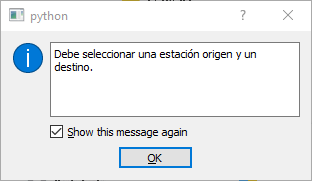 python
Debe seleccionar una estación origen y un
destino.
Show this message again
OK